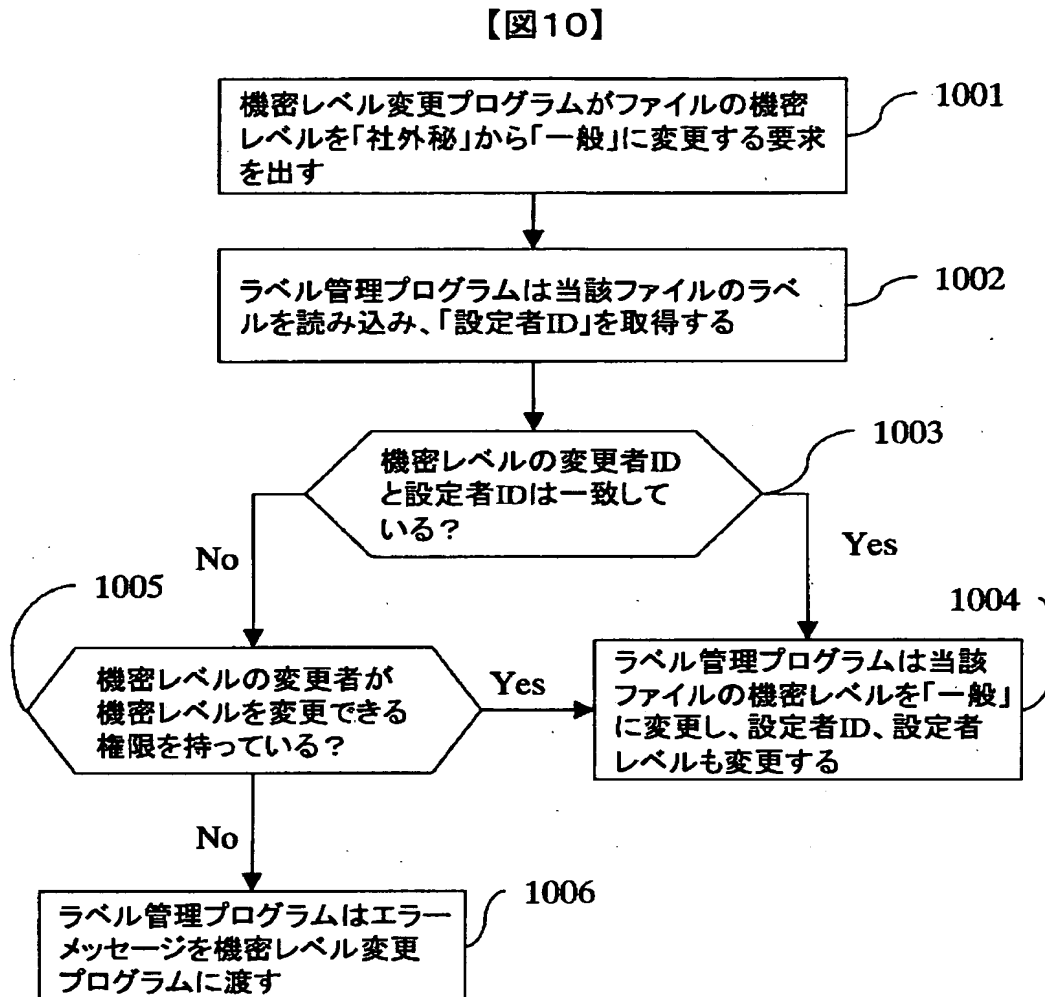 【図10】
機密レベル変更プログラムがファイルの機密
レベルを「社外秘」から「一般」に変更する要求
を出す
1001
ラベル管理プログラムは当該ファイルのラベ
ルを読み込み、「設定者ID」を取得する
1002
機密レベルの変更者ID
と設定者IDは一致して
いる？
1003
No
Yes
1005
1004
機密レベルの変更者が
機密レベルを変更できる
権限を持っている？
Yes
ラベル管理プログラムは当該
ファイルの機密レベルを「一般」
に変更し、設定者ID、設定者
レベルも変更する
No
1006
ラベル管理プログラムはエラー
メッセージを機密レベル変更
プログラムに渡す